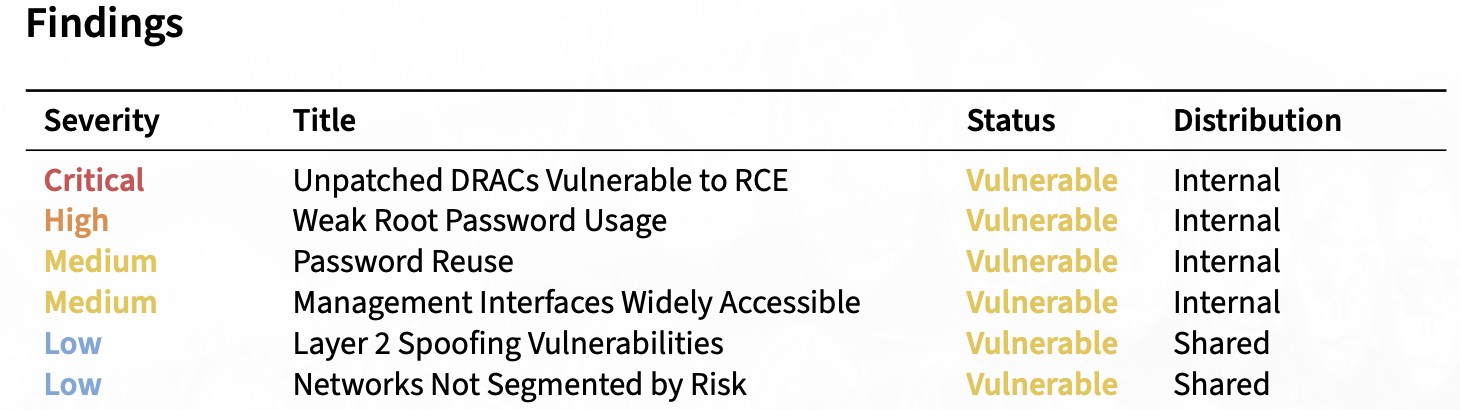 Findings
Severity Title Status Distribution
Critical Unpatched DRACs Vulnerable to RCE Vulnerable Internal
High Weak Root Password Usage Vulnerable Internal
Medium Password Reuse Vulnerable Internal
Medium Management Interfaces Widely Accessible Vulnerable Internal
Low Layer 2 Spoofing Vulnerabilities Vulnerable Shared
Low Networks Not Segmented by Risk Vulnerable Shared